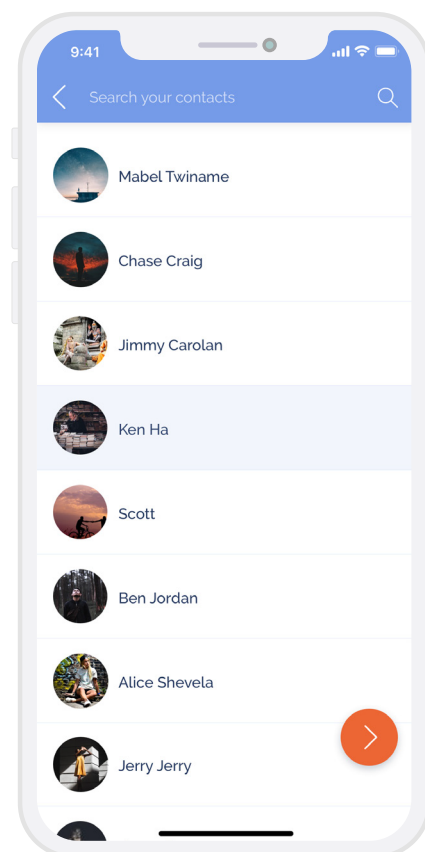 9:41
Search your contacts
Mabel Twiname
Chase Craig
Jimmy Carolan
Ken Ha
Scott
Ben Jordan
Alice Shevela
Jerry Jerry